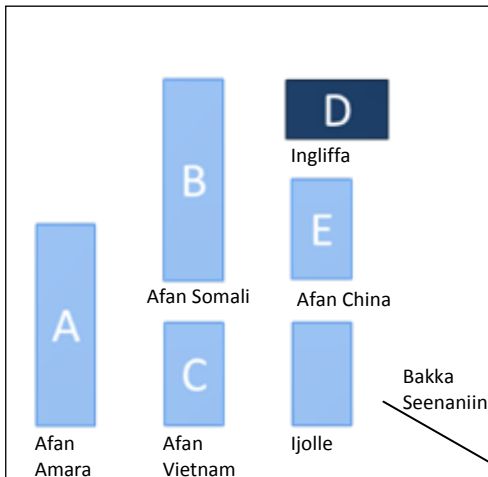 D
Ingliffa
B
E
Afan Somali
Afan China
A
C
Bakka
Seenaniin
Afan
Amara
Afan
Vietnam
Ijolle